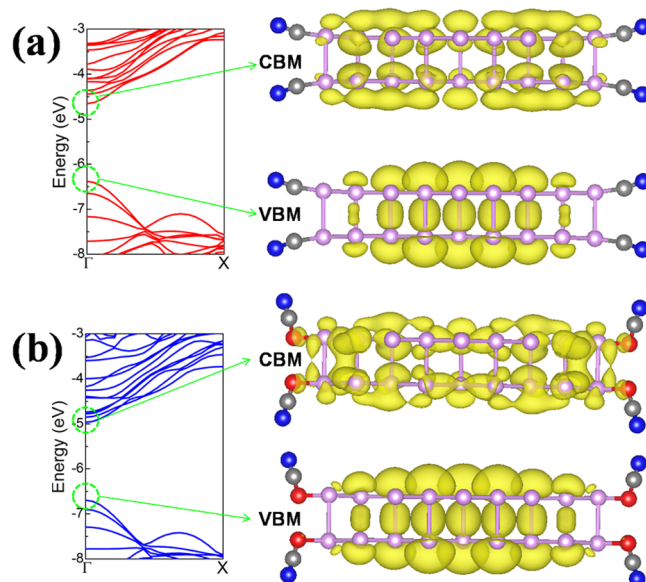 (a)
-3
-4
-5
-6
-7
-8
Energy (eV)
Γ
X
CBM
VBM
(b)
-3
-4
-5
-6
-7
-8
Energy (eV)
Γ
X
CBM
VBM